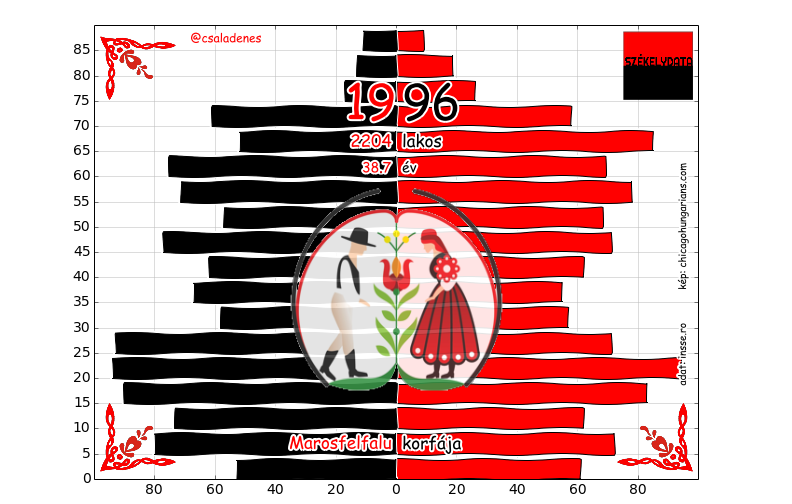 @csaladenes
SZÉKELYDATA
1996
2204 lakos
38.7 év
kép: chicagohungarians.com
adat: insse.ro
Marosfelfalu korfája
85
80
75
70
65
60
55
50
45
40
35
30
25
20
15
10
5
0
80 60 40 20 0 20 40 60 80